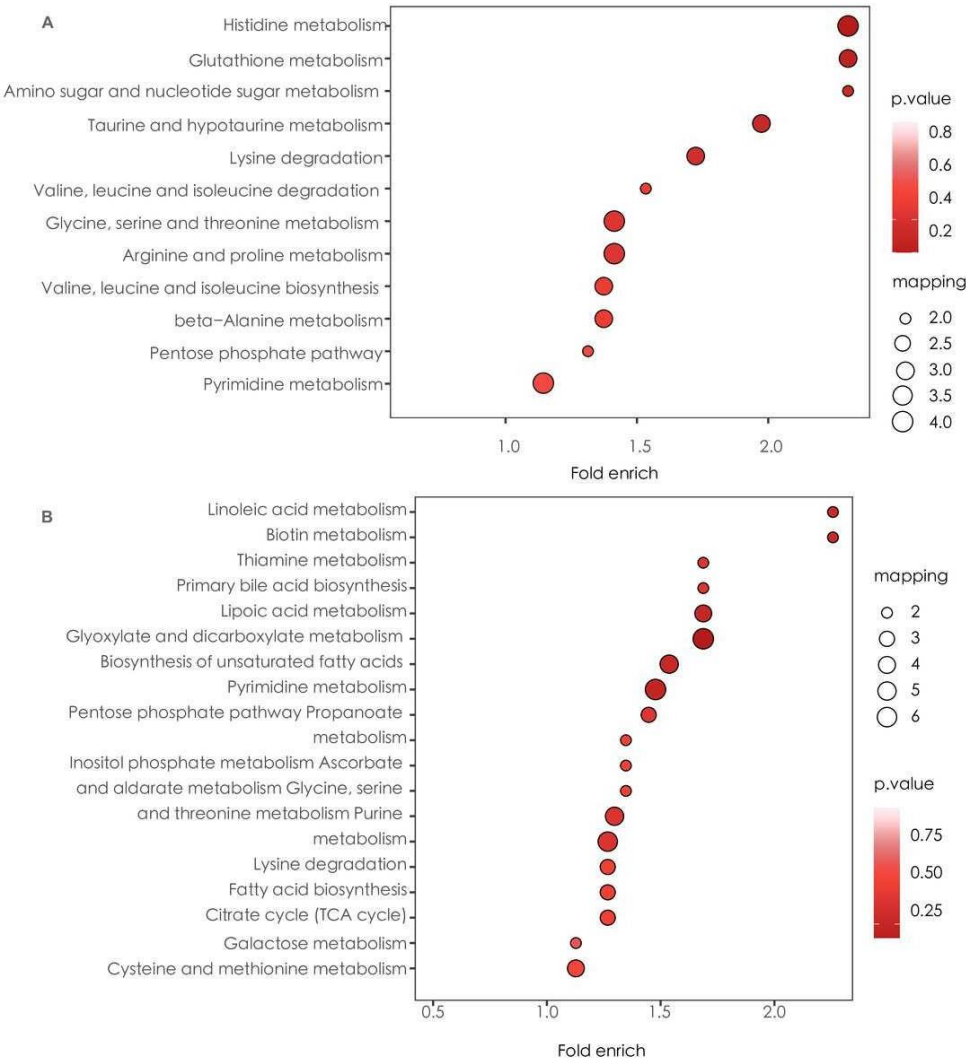 A
Histidine metabolism
Glutathione metabolism
Amino sugar and nucleotide sugar metabolism
Taurine and hypotaurine metabolism
Lysine degradation
Valine, leucine and isoleucine degradation
Glycine, serine and threonine metabolism
Arginine and proline metabolism
Valine, leucine and isoleucine biosynthesis
beta-Alanine metabolism
Pentose phosphate pathway
Pyrimidine metabolism
1.0 1.5 2.0
Fold enrich
p.value
0.8
0.6
0.4
0.2
mapping
2.0
2.5
3.0
3.5
4.0
B
Linoleic acid metabolism
Biotin metabolism
Thiamine metabolism
Primary bile acid biosynthesis
Lipoic acid metabolism
Glyoxylate and dicarboxylate metabolism
Biosynthesis of unsaturated fatty acids
Pyrimidine metabolism
Pentose phosphate pathway Propanoate
metabolism
Inositol phosphate metabolism Ascorbate
and aldarate metabolism Glycine, serine
and threonine metabolism Purine
metabolism
Lysine degradation
Fatty acid biosynthesis
Citrate cycle (TCA cycle)
Galactose metabolism
Cysteine and methionine metabolism
0.5 1.0 1.5 2.0
Fold enrich
mapping
2
3
4
5
6
p.value
0.75
0.50
0.25